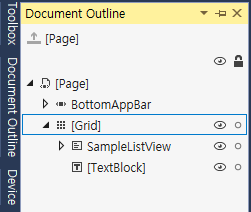 Document Outline
[Page]
[Page]
BottomAppBar
[Grid]
SampleListView
[TextBlock]
Toolbox
Document Outline
Device